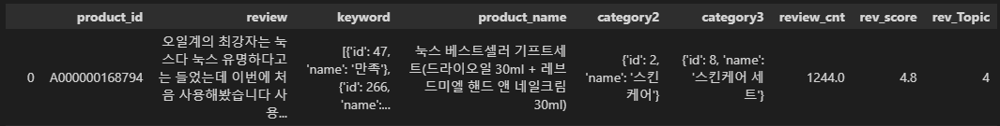 product_id review keyword product_name category2 category3 review_cnt rev_score rev_Topic
0 A000000168794
오일계의 최강자는 눅
스다 눅스 유명하다고
는 들었는데 이번에 처
음 사용해봤습니다 사
용...
[{'id': 47,
'name': '만족'},
{'id': 266,
'name':...
눅스 베스트셀러 기프트세
트(드라이오일 30ml + 레브
드미엘 핸드 앤 네일크림
30ml)
{'id': 2,
'name': '스킨
케어'}
{'id': 8, 'name':
'스킨케어 세
트'}
1244.0 4.8 4